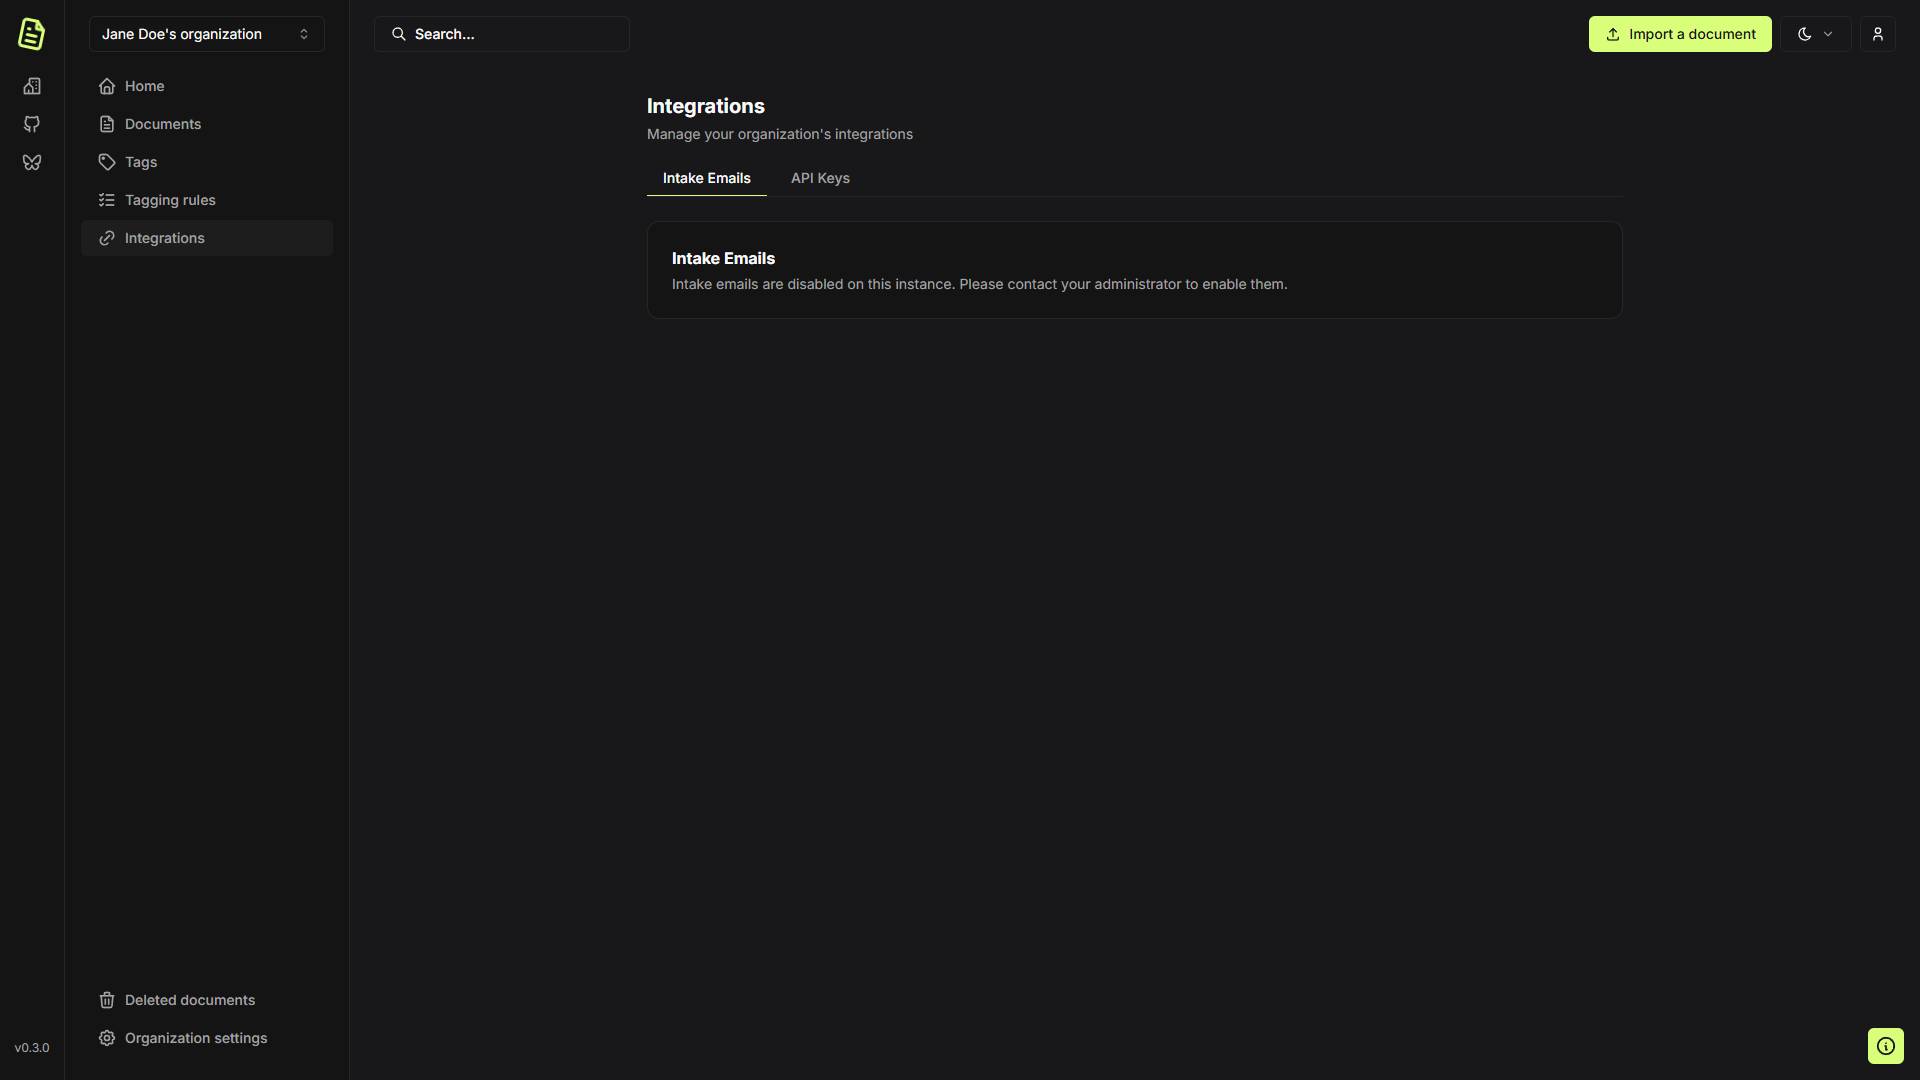 Jane Doe's organization
Search...
Import a document
Home
Documents
Tags
Tagging rules
Integrations
Integrations
Manage your organization's integrations
Intake Emails
API Keys
Intake Emails
Intake emails are disabled on this instance. Please contact your administrator to enable them.
Deleted documents
Organization settings
v0.3.0